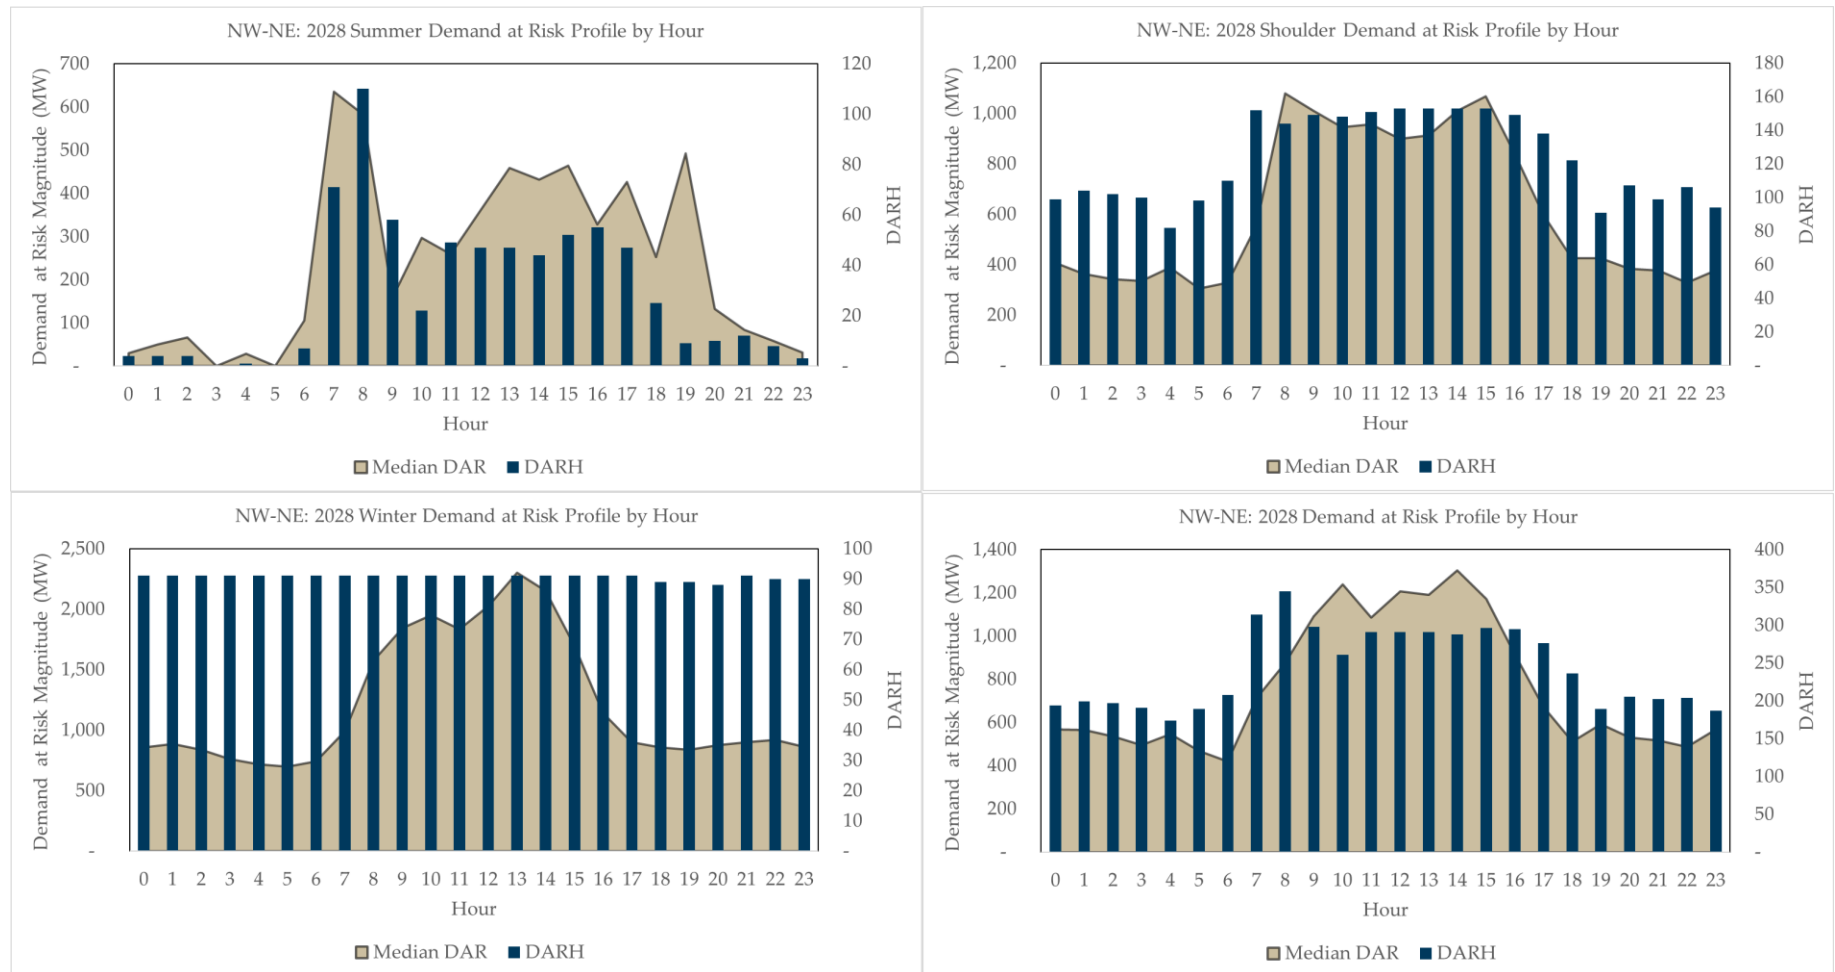 NW-NE: 2028 Summer Demand at Risk Profile by Hour
Demand at Risk Magnitude (MW)
700
600
500
400
300
200
100
-
120
100
80
60
40
20
-
DARH
0 1 2 3 4 5 6 7 8 9 10 11 12 13 14 15 16 17 18 19 20 21 22 23
Hour
Median DAR DARH
NW-NE: 2028 Shoulder Demand at Risk Profile by Hour
Demand at Risk Magnitude (MW)
1,200
1,000
800
600
400
200
-
180
160
140
120
100
80
60
40
20
-
DARH
0 1 2 3 4 5 6 7 8 9 10 11 12 13 14 15 16 17 18 19 20 21 22 23
Hour
Median DAR DARH
NW-NE: 2028 Winter Demand at Risk Profile by Hour
Demand at Risk Magnitude (MW)
2,500
2,000
1,500
1,000
500
-
100
90
80
70
60
50
40
30
20
10
-
DARH
0 1 2 3 4 5 6 7 8 9 10 11 12 13 14 15 16 17 18 19 20 21 22 23
Hour
Median DAR DARH
NW-NE: 2028 Demand at Risk Profile by Hour
Demand at Risk Magnitude (MW)
1,400
1,200
1,000
800
600
400
200
-
400
350
300
250
200
150
100
50
-
DARH
0 1 2 3 4 5 6 7 8 9 10 11 12 13 14 15 16 17 18 19 20 21 22 23
Hour
Median DAR DARH